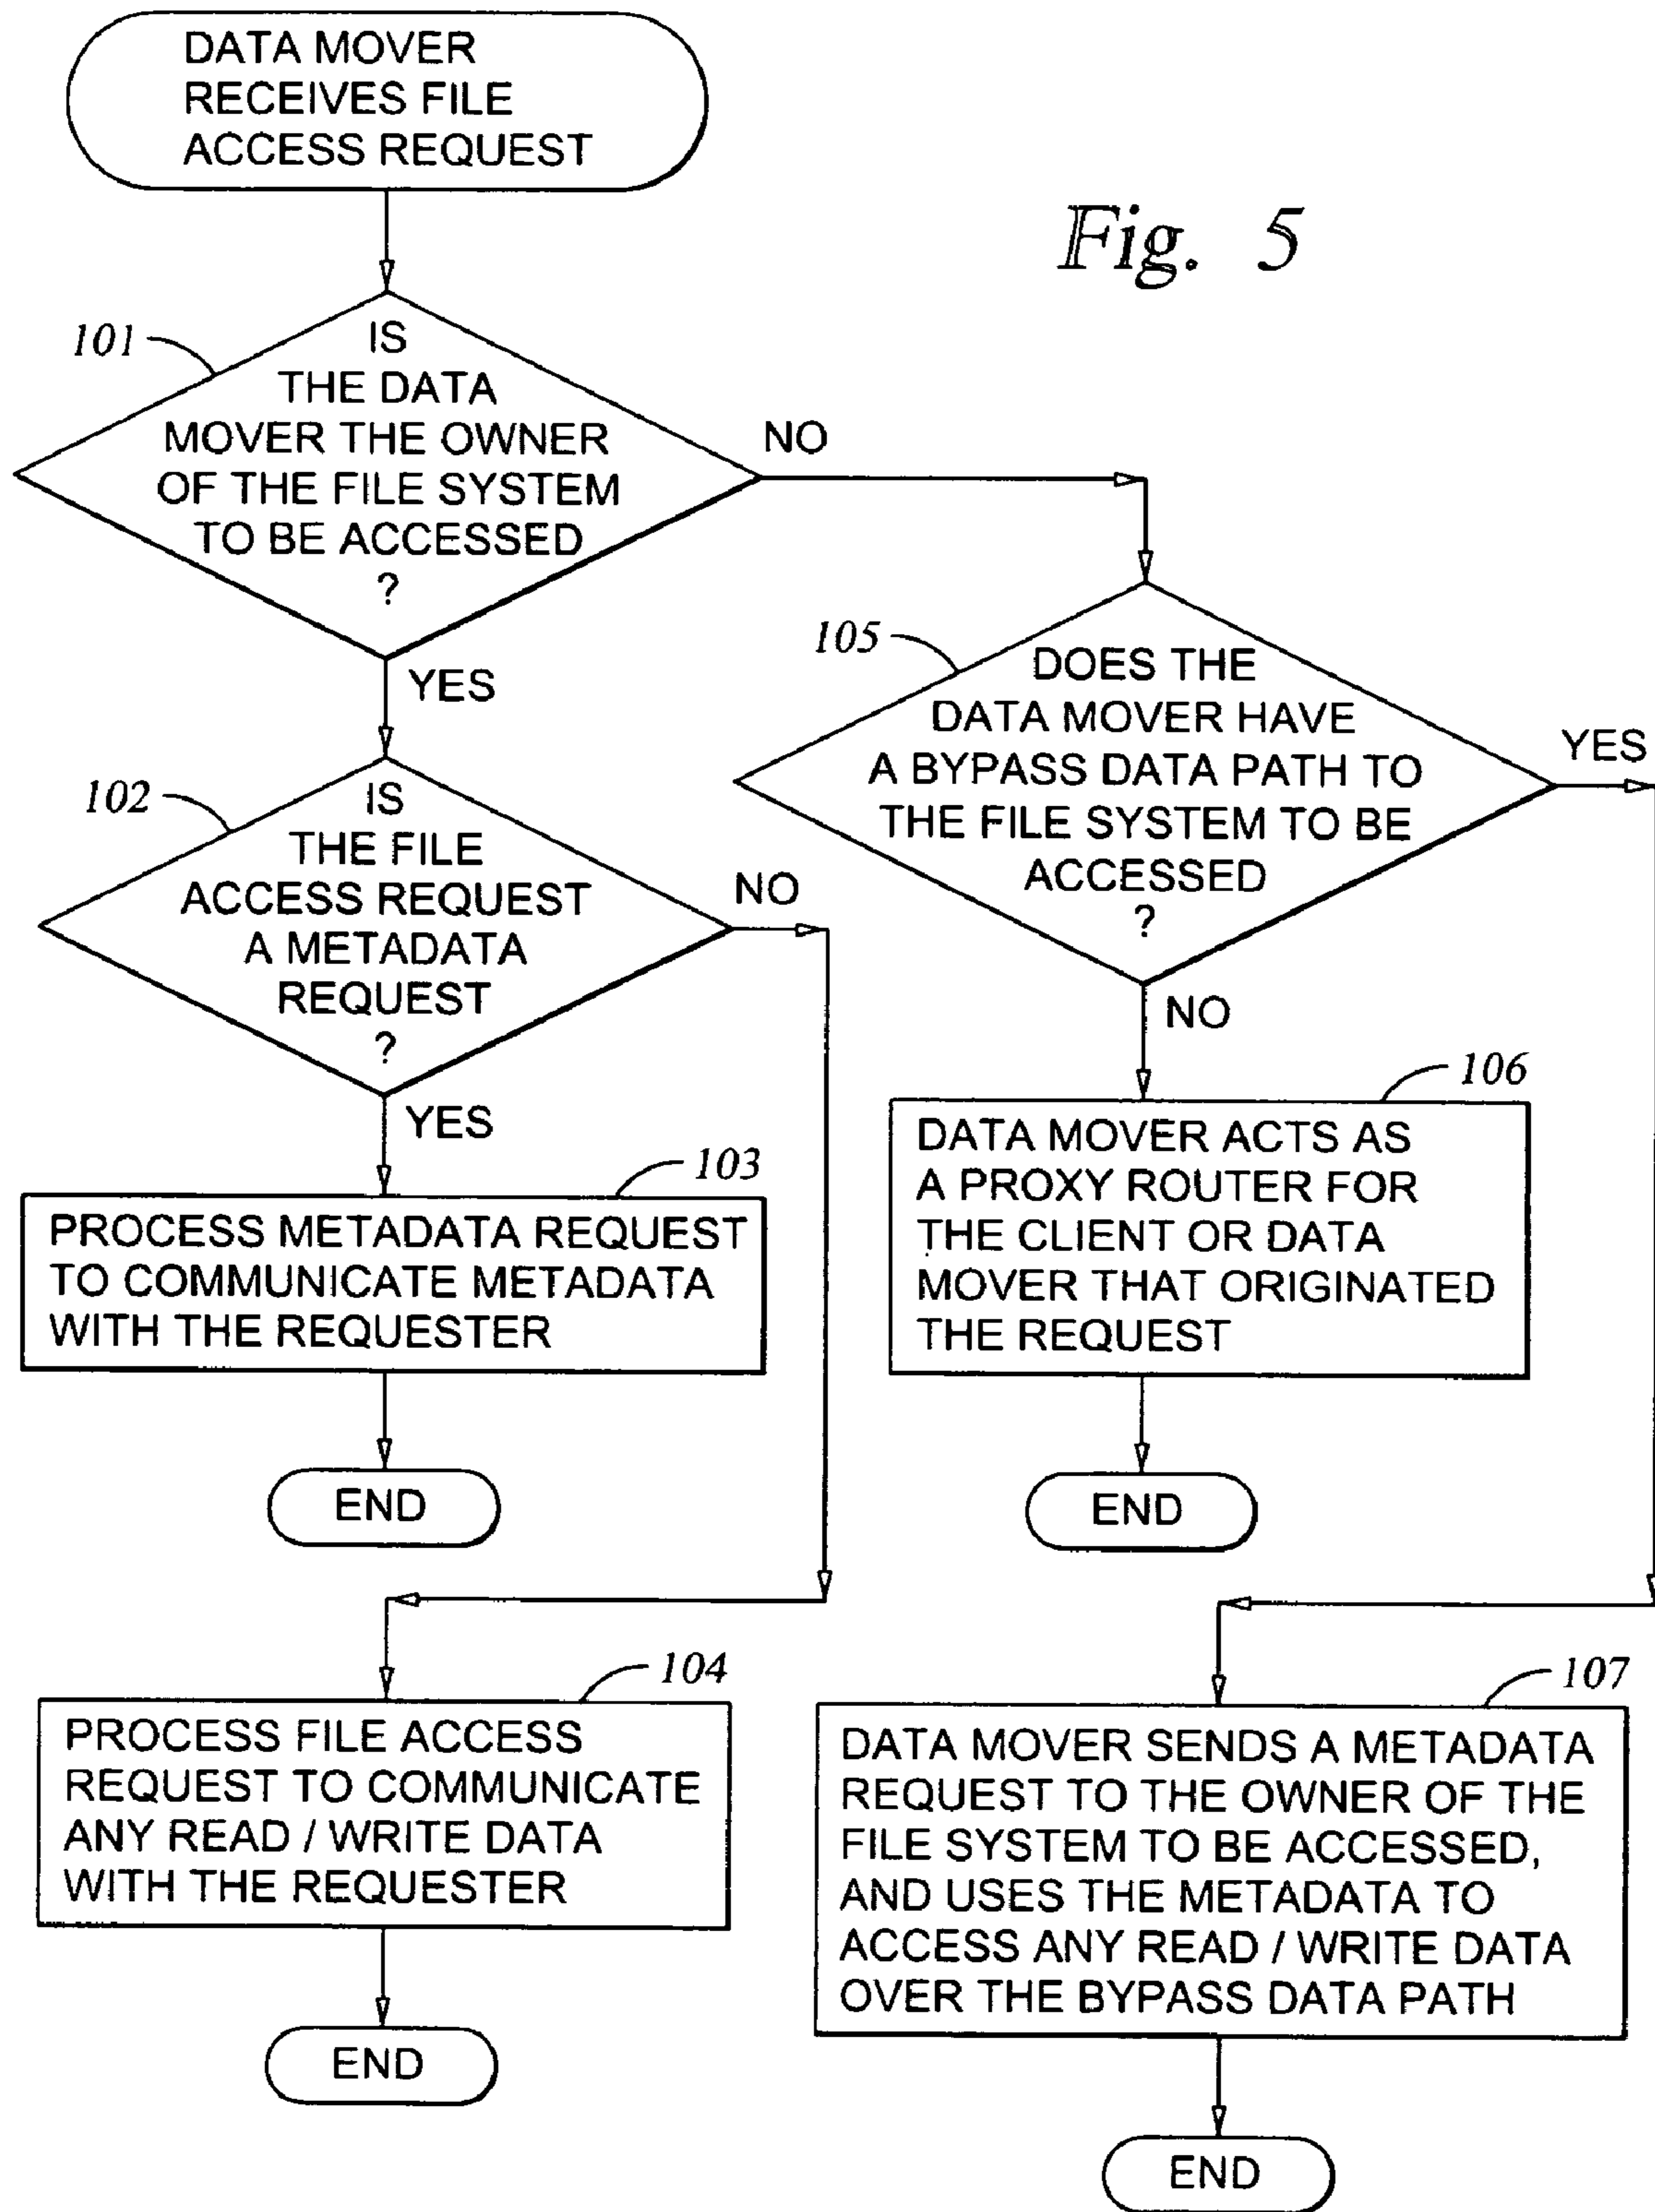 DATA MOVER
RECEIVES FILE
ACCESS REQUEST
Fig. 5
101
IS
THE DATA
MOVER THE OWNER
OF THE FILE SYSTEM
TO BE ACCESSED
?
NO
YES
102
IS
THE FILE
ACCESS REQUEST
A METADATA
REQUEST
?
NO
YES
103
PROCESS METADATA REQUEST
TO COMMUNICATE METADATA
WITH THE REQUESTER
END
104
PROCESS FILE ACCESS
REQUEST TO COMMUNICATE
ANY READ / WRITE DATA
WITH THE REQUESTER
END
105
DOES THE
DATA MOVER HAVE
A BYPASS DATA PATH TO
THE FILE SYSTEM TO BE
ACCESSED
?
YES
NO
106
DATA MOVER ACTS AS
A PROXY ROUTER FOR
THE CLIENT OR DATA
MOVER THAT ORIGINATED
THE REQUEST
END
107
DATA MOVER SENDS A METADATA
REQUEST TO THE OWNER OF THE
FILE SYSTEM TO BE ACCESSED,
AND USES THE METADATA TO
ACCESS ANY READ / WRITE DATA
OVER THE BYPASS DATA PATH
END